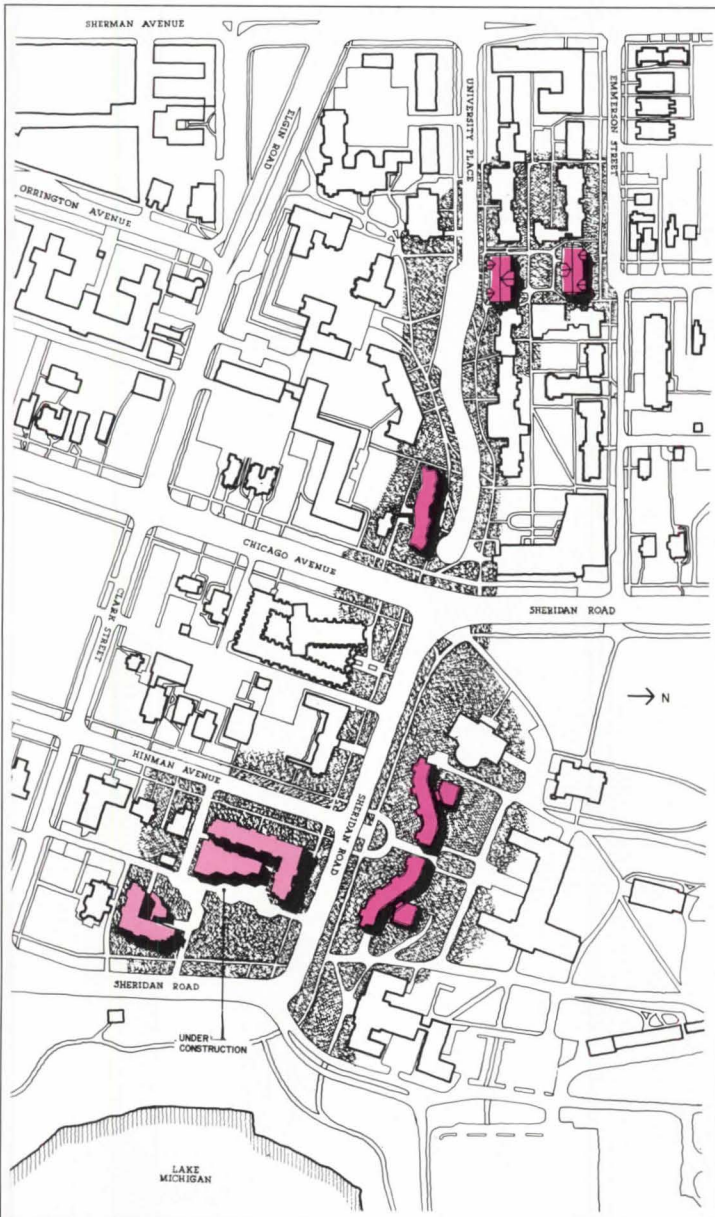 SHERMAN AVENUE
ELGIN ROAD
UNIVERSITY PLACE
EMMERSON STREET
ORRINGTON AVENUE
CHICAGO AVENUE
SHERIDAN ROAD
CLARK STREET
N
HINMAN AVENUE
SHERIDAN ROAD
SHERIDAN ROAD
UNDER
CONSTRUCTION
LAKE
MICHIGAN